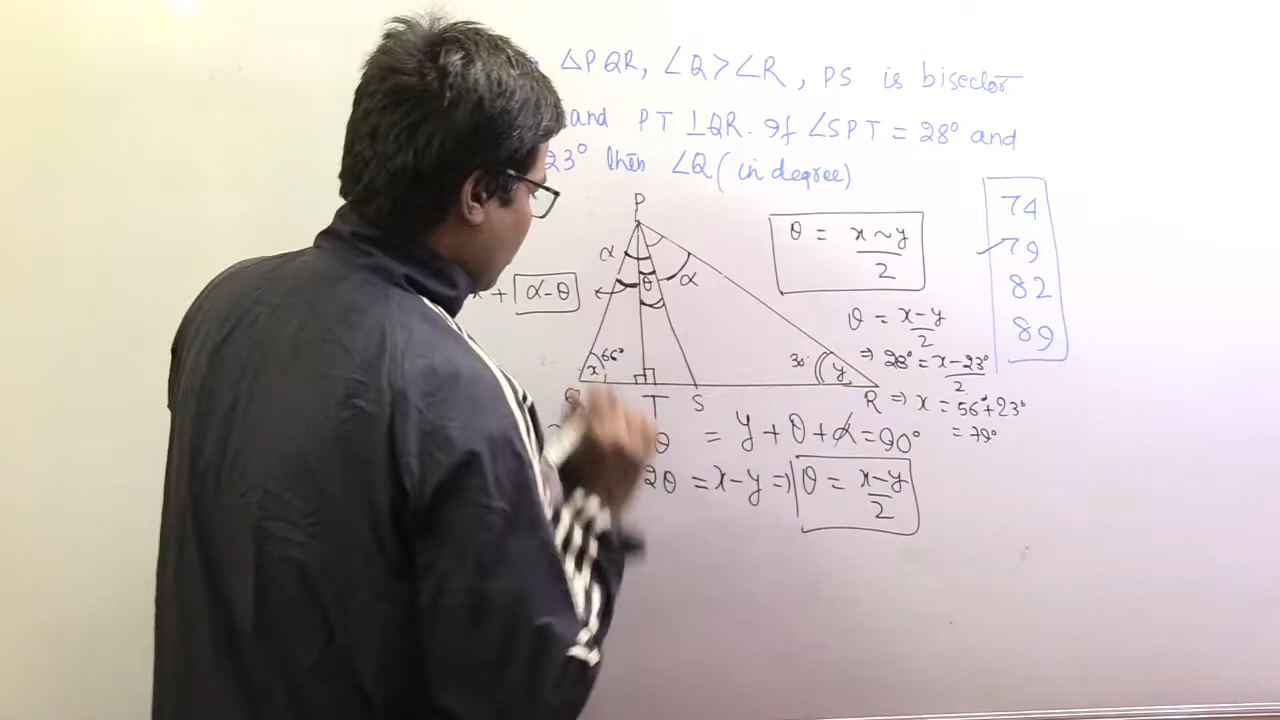 △PQR, ∠Q>∠R, PS is bisector
and PT ⊥QR. If ∠SPT = 28° and
23° then ∠Q (in degree)
74
79
82
89
P
θ = x~y/2
α
θ
α
+ α-θ
θ = x-y/2
66°
x
30°
y
⇒ 28° = x-23°/2
T
S
R
⇒ x = 56°+23°
= 79°
θ = y+θ+α=90°
2θ = x-y ⇒ θ = x-y/2